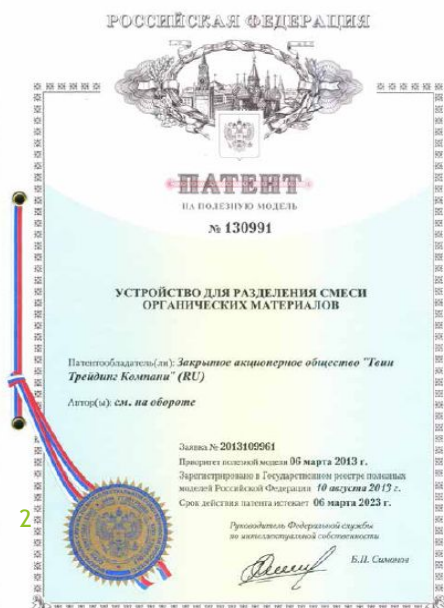 РОССИЙСКАЯ ФЕДЕРАЦИЯ
ПАТЕНТ
НА ПОЛЕЗНУЮ МОДЕЛЬ
№ 130991
УСТРОЙСТВО ДЛЯ РАЗДЕЛЕНИЯ СМЕСИ
ОРГАНИЧЕСКИХ МАТЕРИАЛОВ
Патентообладатель(ли): Закрытое акционерное общество "Твин
Трейдинг Компани" (RU)
Автор(ы): см. на обороте
Заявка № 2013109961
Приоритет полезной модели 06 марта 2013 г.
Зарегистрировано в Государственном реестре полезных
моделей Российской Федерации 10 августа 2013 г.
Срок действия патента истекает 06 марта 2023 г.
Руководитель Федеральной службы
по интеллектуальной собственности
Б.П. Симонов
2